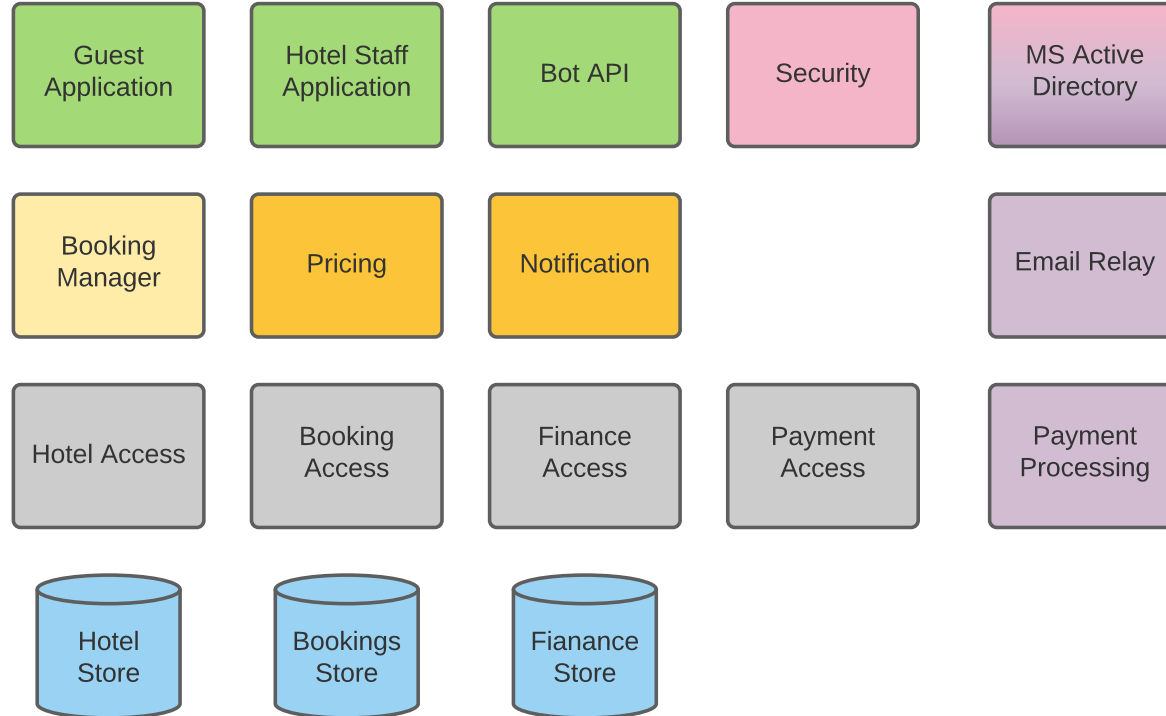 Guest
Application
Hotel Staff
Application
Bot API
Security
MS Active
Directory
Booking
Manager
Pricing
Notification
Email Relay
Hotel Access
Booking
Access
Finance
Access
Payment
Access
Payment
Processing
Hotel
Store
Bookings
Store
Fianance
Store